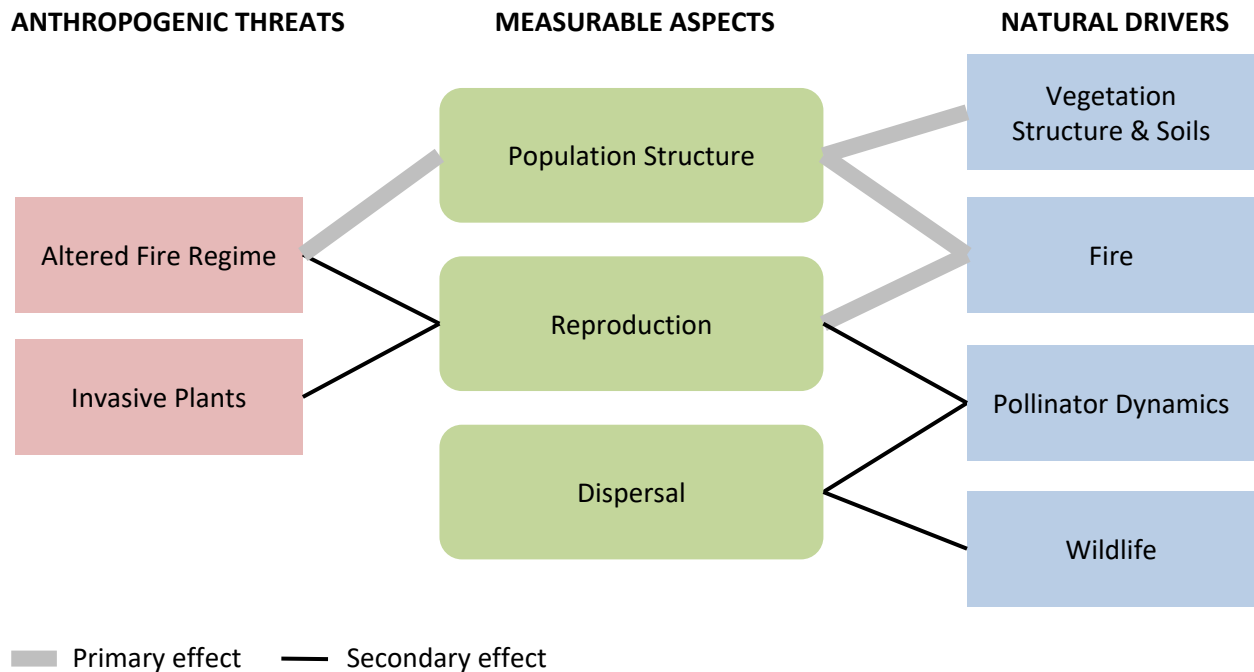 ANTHROPOGENIC THREATS
MEASURABLE ASPECTS
NATURAL DRIVERS
Altered Fire Regime
Invasive Plants
Population Structure
Reproduction
Dispersal
Vegetation
Structure & Soils
Fire
Pollinator Dynamics
Wildlife
Primary effect
Secondary effect